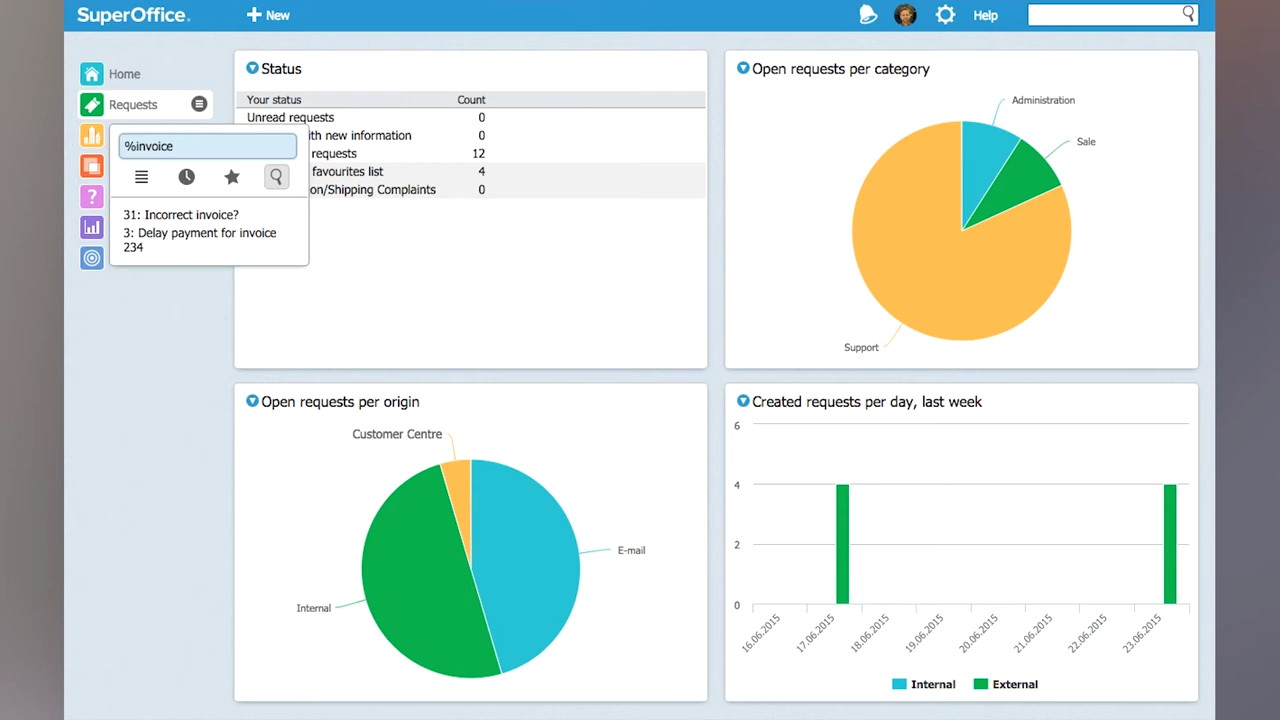 SuperOffice.
New
Help
Home
Requests
%invoice
31: Incorrect invoice?
3: Delay payment for invoice
234
Status
Your status Count
Unread requests 0
th new information 0
requests 12
favourites list 4
on/Shipping Complaints 0
Open requests per category
Administration
Sale
Support
Open requests per origin
Customer Centre
E-mail
Internal
Created requests per day, last week
6
4
2
0
16.06.2015 17.06.2015 18.06.2015 19.06.2015 20.06.2015 21.06.2015 22.06.2015 23.06.2015
Internal External